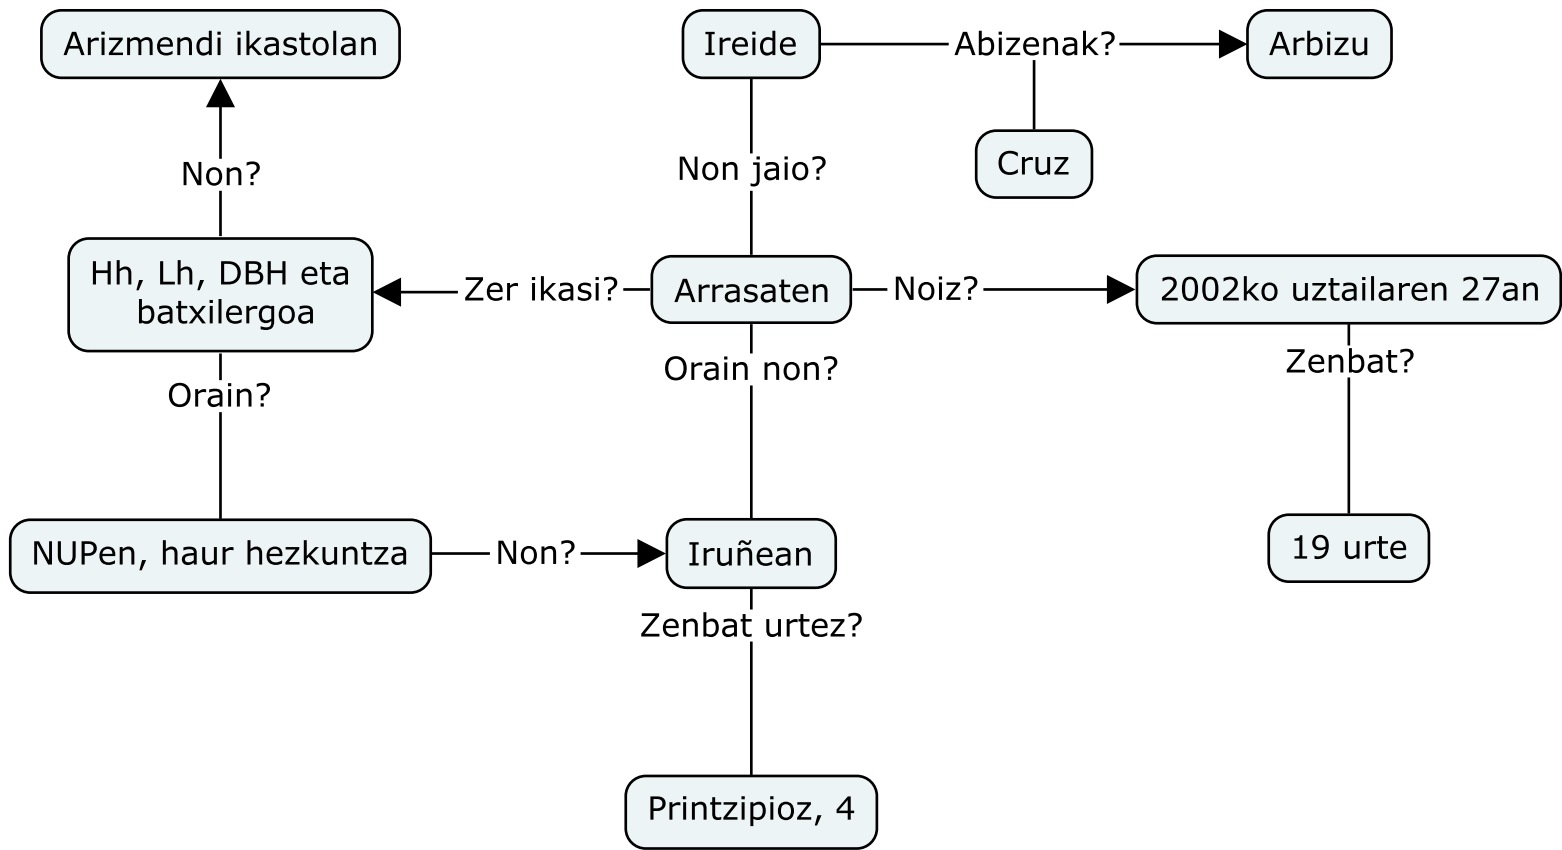 Arizmendi ikastolan
Ireide
Abizenak?
Arbizu
Cruz
Non?
Non jaio?
Hh, Lh, DBH eta
batxilergoa
Zer ikasi?
Arrasaten
Noiz?
2002ko uztailaren 27an
Orain?
Orain non?
Zenbat?
NUPen, haur hezkuntza
Non?
Iruñean
19 urte
Zenbat urtez?
Printzipioz, 4